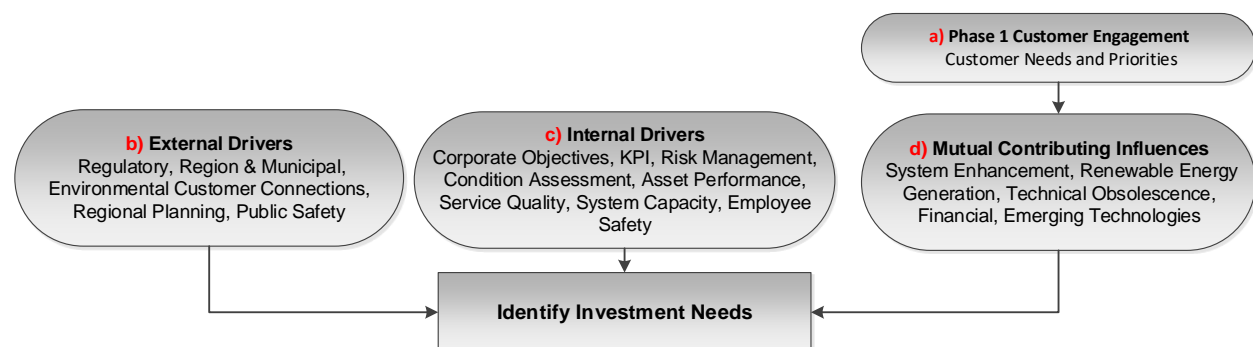 a) Phase 1 Customer Engagement
Customer Needs and Priorities
b) External Drivers
Regulatory, Region & Municipal,
Environmental Customer Connections,
Regional Planning, Public Safety
c) Internal Drivers
Corporate Objectives, KPI, Risk Management,
Condition Assessment, Asset Performance,
Service Quality, System Capacity, Employee
Safety
d) Mutual Contributing Influences
System Enhancement, Renewable Energy
Generation, Technical Obsolescence,
Financial, Emerging Technologies
Identify Investment Needs